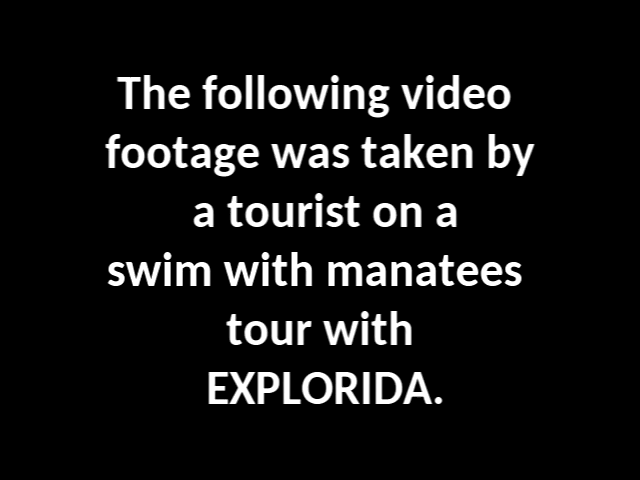 The following video
footage was taken by
a tourist on a
swim with manatees
tour with
EXPLORIDA.